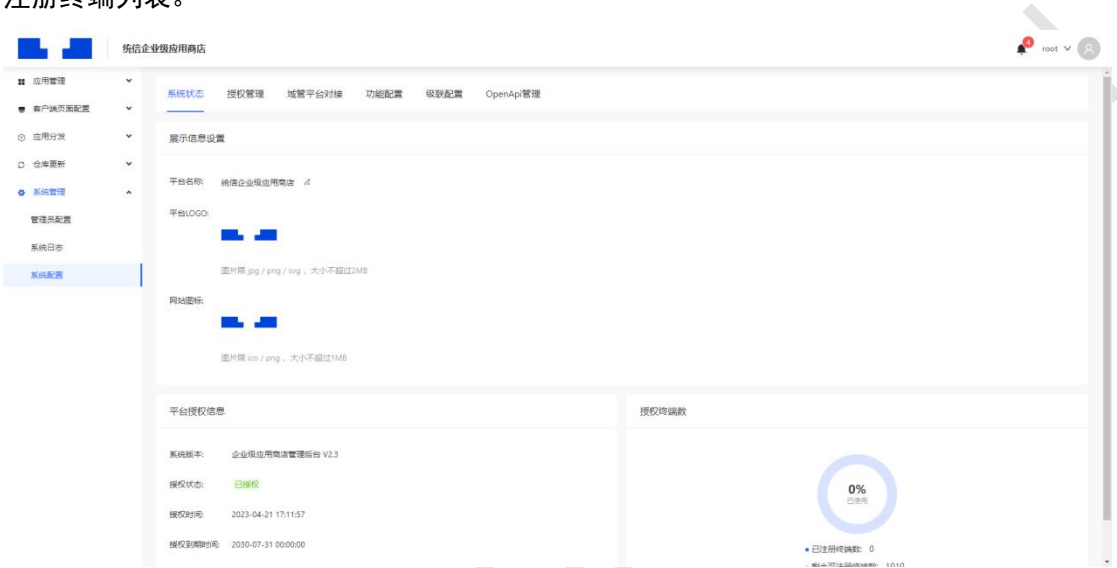 注册终端列表。
统信企业级应用商店
4
root
应用管理
客户端页面配置
应用分发
仓库更新
系统管理
管理员配置
系统日志
系统配置
系统状态 授权管理 域管平台对接 功能配置 级联配置 OpenApi管理
展示信息设置
平台名称: 统信企业级应用商店
平台LOGO:
图片限 jpg / png / svg ，大小不超过2MB
网站图标:
图片限 ico / png ，大小不超过1MB
平台授权信息
系统版本: 企业级应用商店管理后台 V2.3
授权状态: 已授权
授权时间: 2023-04-21 17:11:57
授权到期时间: 2030-07-31 00:00:00
授权终端数
0%
已使用
已注册终端数: 0
剩余可注册终端数: 1010